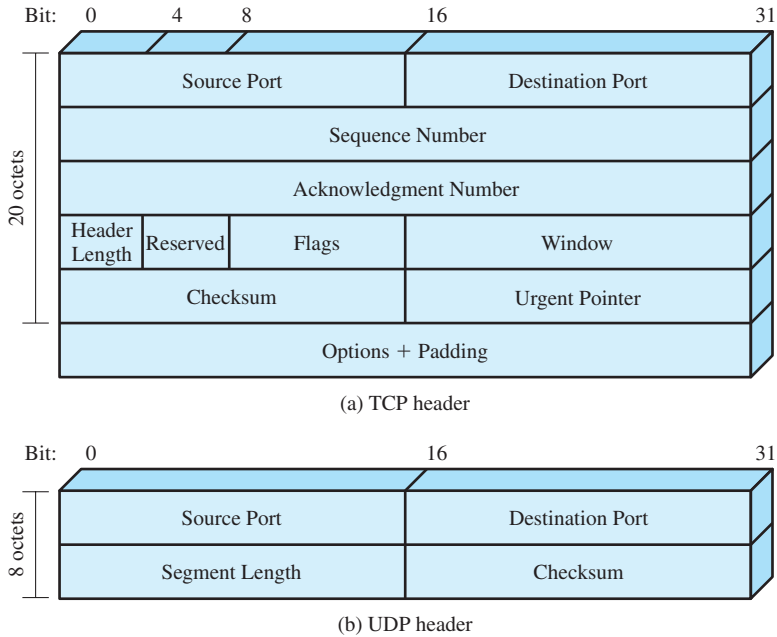 Bit: 0 4 8 16 31
Source Port Destination Port
Sequence Number
20 octets
Acknowledgment Number
Header Length Reserved Flags Window
Checksum Urgent Pointer
Options + Padding
(a) TCP header
Bit: 0 16 31
8 octets
Source Port Destination Port
Segment Length Checksum
(b) UDP header